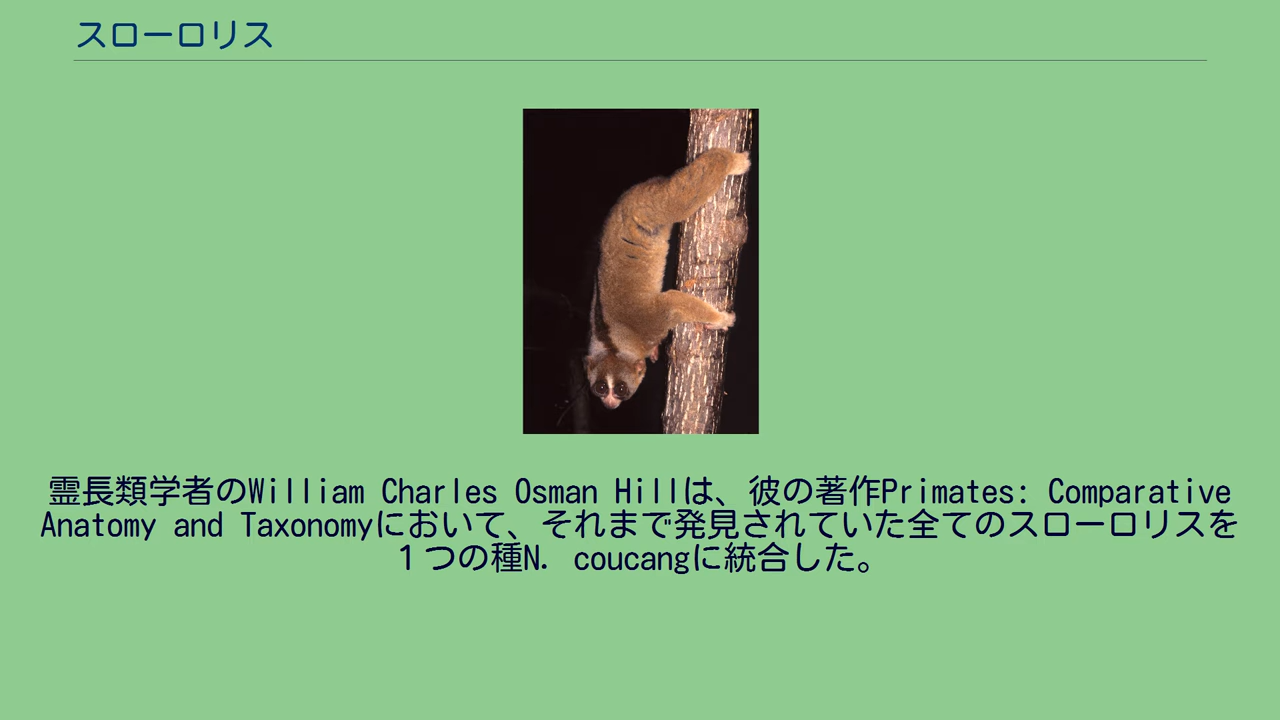 スローロリス
霊長類学者のWilliam Charles Osman Hillは、彼の著作Primates: Comparative
Anatomy and Taxonomyにおいて、それまで発見されていた全てのスローロリスを
１つの種N. coucangに統合した。